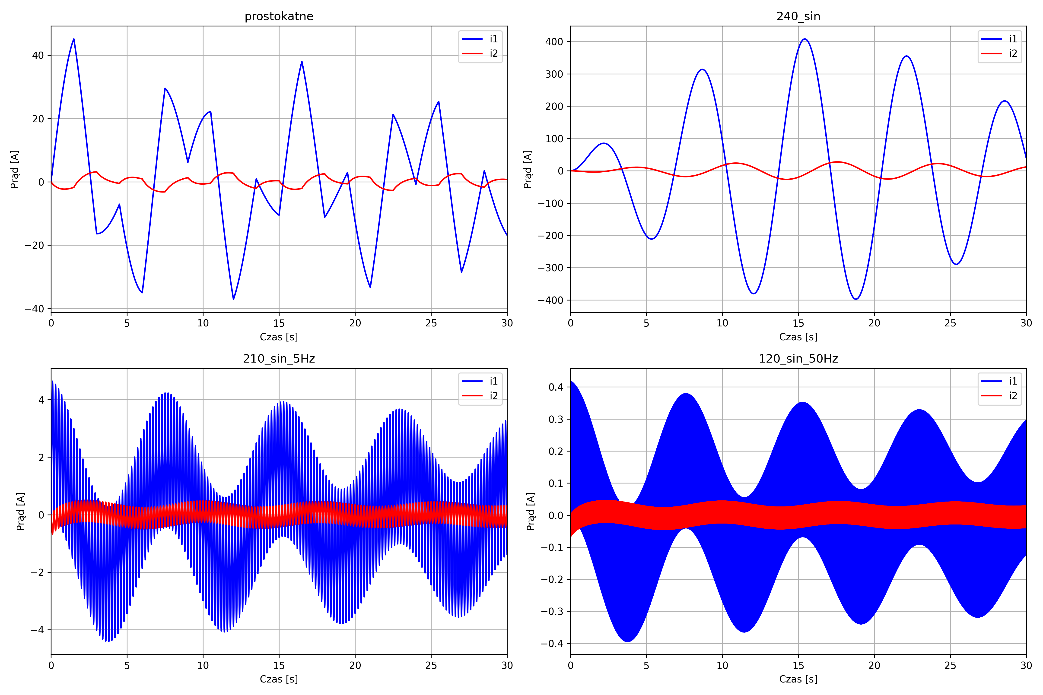 prostokatne
i1
i2
Prąd [A]
40
20
0
−20
−40
0 5 10 15 20 25 30
Czas [s]
240_sin
i1
i2
Prąd [A]
400
300
200
100
0
−100
−200
−300
−400
0 5 10 15 20 25 30
Czas [s]
210_sin_5Hz
i1
i2
Prąd [A]
4
2
0
−2
−4
0 5 10 15 20 25 30
Czas [s]
120_sin_50Hz
i1
i2
Prąd [A]
0.4
0.3
0.2
0.1
0.0
−0.1
−0.2
−0.3
−0.4
0 5 10 15 20 25 30
Czas [s]